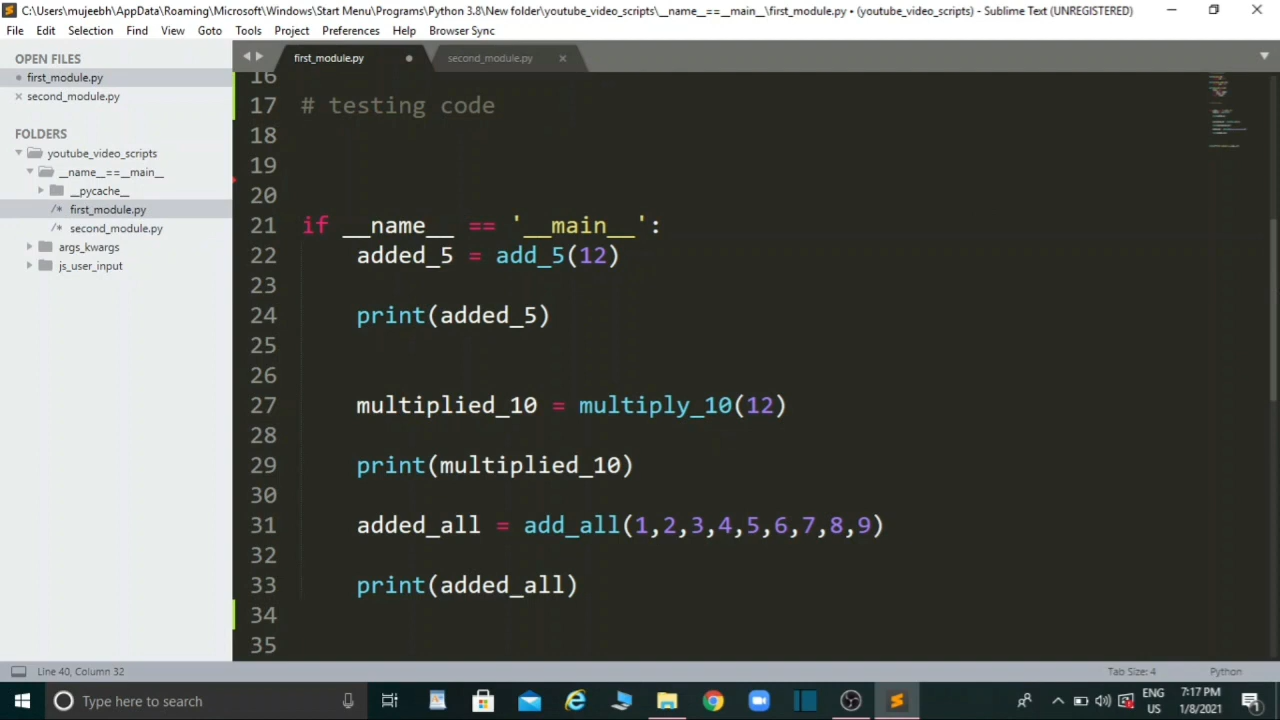 C:\Users\mujeebh\AppData\Roaming\Microsoft\Windows\Start Menu\Programs\Python 3.8\New folder\youtube_video_scripts\__name__==__main__\first_module.py • (youtube_video_scripts) - Sublime Text (UNREGISTERED)
File Edit Selection Find View Goto Tools Project Preferences Help Browser Sync
OPEN FILES
first_module.py
second_module.py
FOLDERS
youtube_video_scripts
__name__==__main__
__pycache__
/* first_module.py
/* second_module.py
args_kwargs
js_user_input
first_module.py
second_module.py
16
17 # testing code
18
19
20
21 if __name__ == '__main__':
22 added_5 = add_5(12)
23
24 print(added_5)
25
26
27 multiplied_10 = multiply_10(12)
28
29 print(multiplied_10)
30
31 added_all = add_all(1,2,3,4,5,6,7,8,9)
32
33 print(added_all)
34
35
Line 40, Column 32
Tab Size: 4
Python
Type here to search
ENG
US
7:17 PM
1/8/2021
1